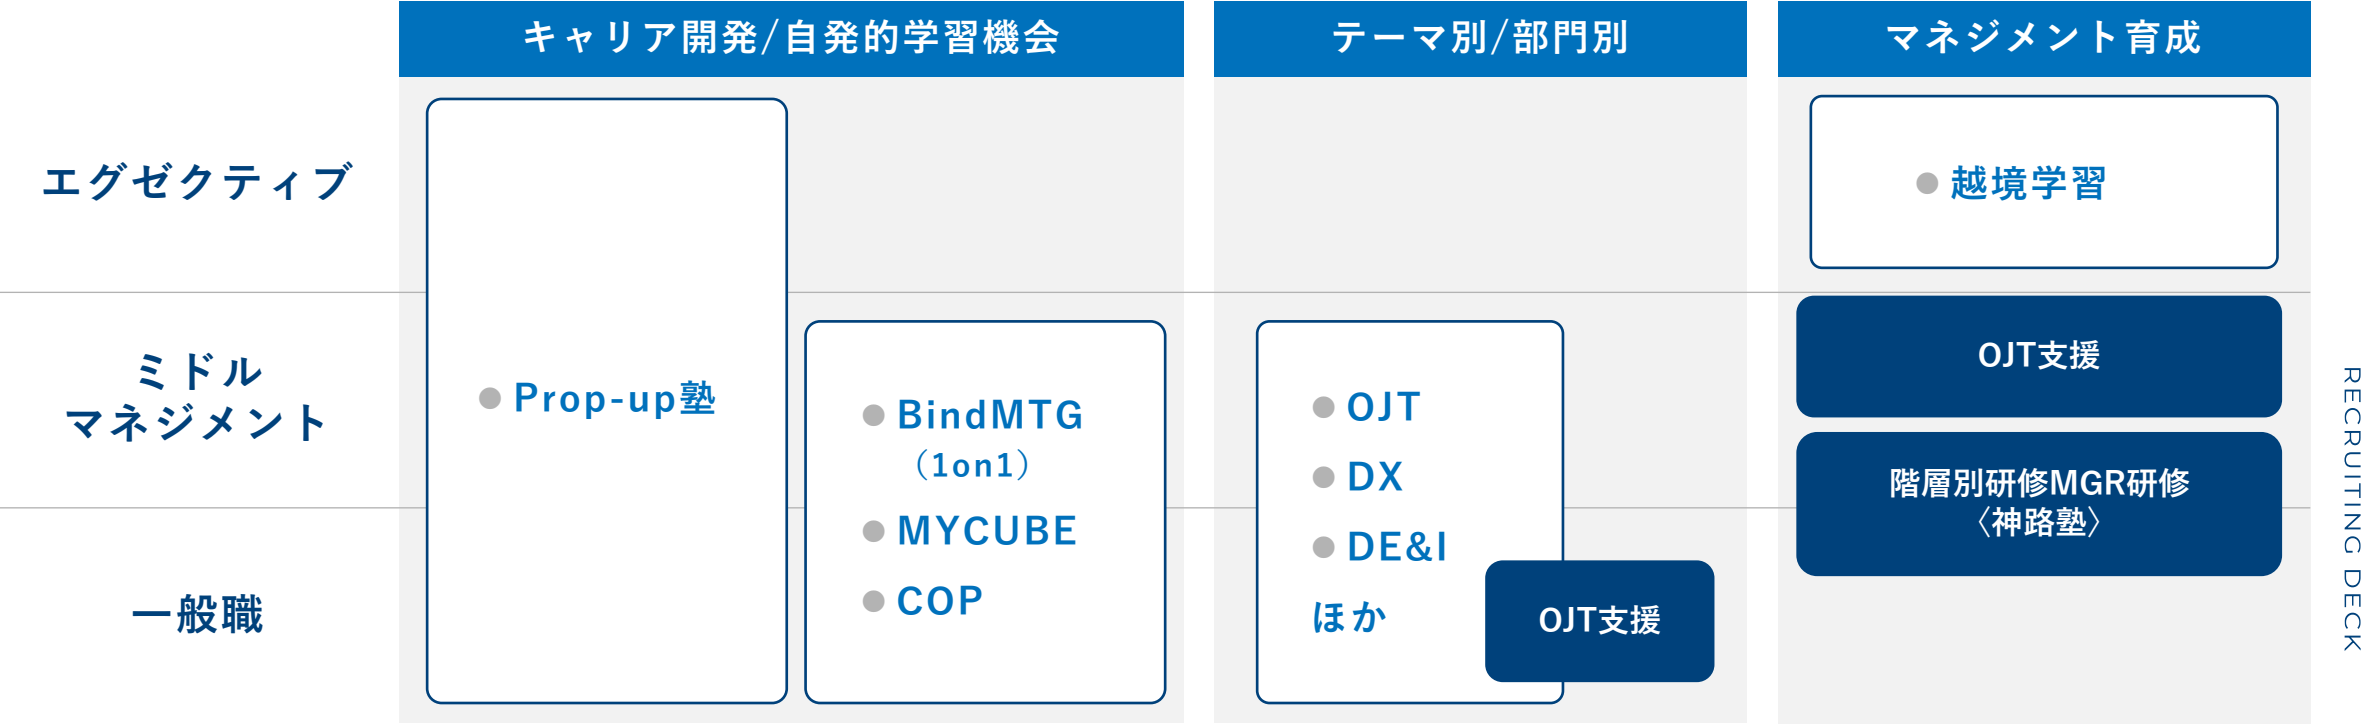 キャリア開発/自発的学習機会
テーマ別/部門別
マネジメント育成
エグゼクティブ
ミドル
マネジメント
一般職
Prop-up塾
BindMTG
（1on1）
MYCUBE
COP
OJT
DX
DE&I
ほか
OJT支援
越境学習
OJT支援
階層別研修MGR研修
〈神路塾〉
RECRUITING DECK